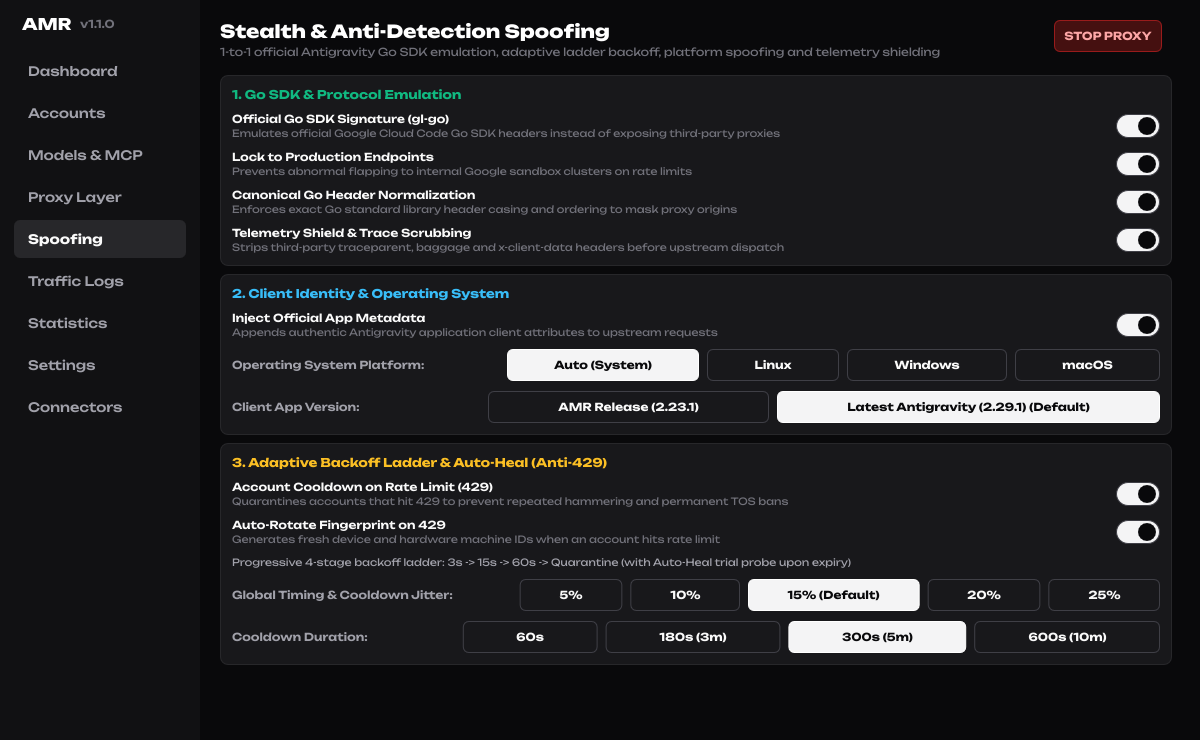 AMR v1.1.0
Dashboard
Accounts
Models & MCP
Proxy Layer
Spoofing
Traffic Logs
Statistics
Settings
Connectors
Stealth & Anti-Detection Spoofing
1-to-1 official Antigravity Go SDK emulation, adaptive ladder backoff, platform spoofing and telemetry shielding
STOP PROXY
1. Go SDK & Protocol Emulation
Official Go SDK Signature (gl-go)
Emulates official Google Cloud Code Go SDK headers instead of exposing third-party proxies
Lock to Production Endpoints
Prevents abnormal flapping to internal Google sandbox clusters on rate limits
Canonical Go Header Normalization
Enforces exact Go standard library header casing and ordering to mask proxy origins
Telemetry Shield & Trace Scrubbing
Strips third-party traceparent, baggage and x-client-data headers before upstream dispatch
2. Client Identity & Operating System
Inject Official App Metadata
Appends authentic Antigravity application client attributes to upstream requests
Operating System Platform: Auto (System) Linux Windows macOS
Client App Version: AMR Release (2.23.1) Latest Antigravity (2.29.1) (Default)
3. Adaptive Backoff Ladder & Auto-Heal (Anti-429)
Account Cooldown on Rate Limit (429)
Quarantines accounts that hit 429 to prevent repeated hammering and permanent TOS bans
Auto-Rotate Fingerprint on 429
Generates fresh device and hardware machine IDs when an account hits rate limit
Progressive 4-stage backoff ladder: 3s -> 15s -> 60s -> Quarantine (with Auto-Heal trial probe upon expiry)
Global Timing & Cooldown Jitter: 5% 10% 15% (Default) 20% 25%
Cooldown Duration: 60s 180s (3m) 300s (5m) 600s (10m)